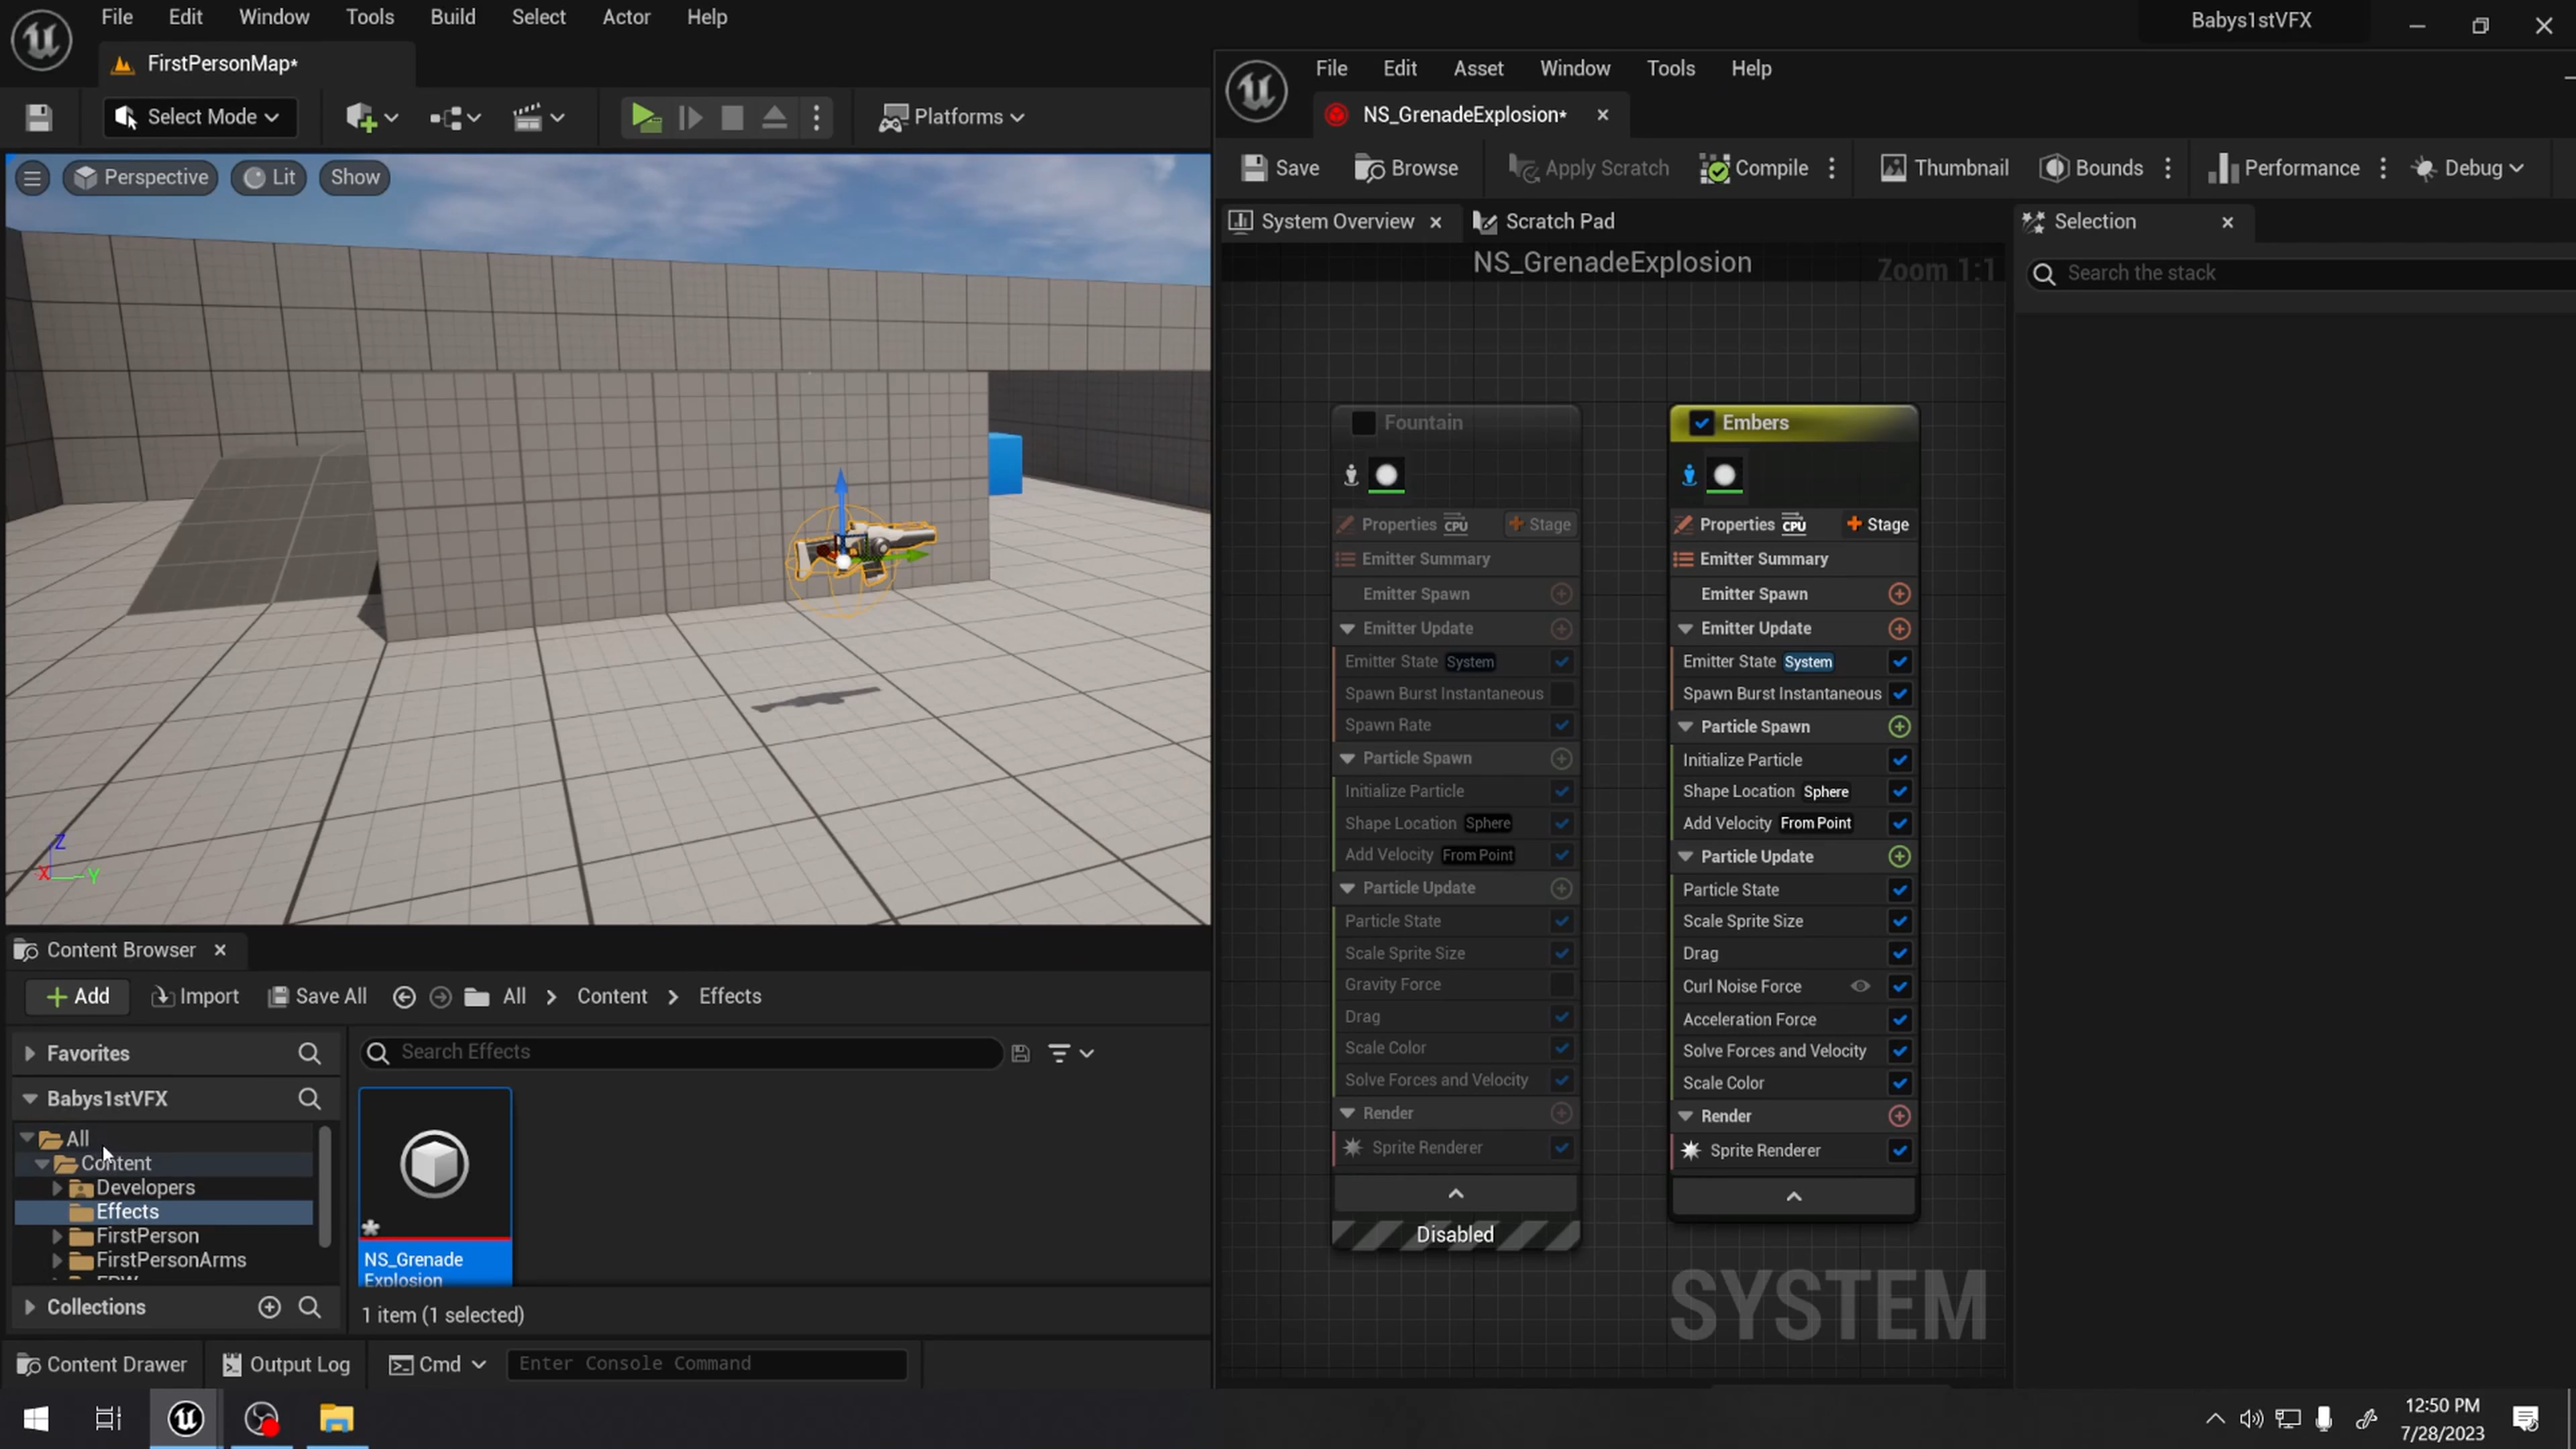 File Edit Window Tools Build Select Actor Help
Babys1stVFX
FirstPersonMap*
Select Mode
Platforms
Perspective Lit Show
Z
X
Y
File Edit Asset Window Tools Help
NS_GrenadeExplosion*
Save Browse Apply Scratch Compile Thumbnail Bounds Performance Debug
System Overview Scratch Pad
Selection
Search the stack
NS_GrenadeExplosion
Zoom 1:1
Fountain
Properties CPU Stage
Emitter Summary
Emitter Spawn
Emitter Update
Emitter State System
Spawn Burst Instantaneous
Spawn Rate
Particle Spawn
Initialize Particle
Shape Location Sphere
Add Velocity From Point
Particle Update
Particle State
Scale Sprite Size
Gravity Force
Drag
Scale Color
Solve Forces and Velocity
Render
Sprite Renderer
Disabled
Embers
Properties CPU Stage
Emitter Summary
Emitter Spawn
Emitter Update
Emitter State System
Spawn Burst Instantaneous
Particle Spawn
Initialize Particle
Shape Location Sphere
Add Velocity From Point
Particle Update
Particle State
Scale Sprite Size
Drag
Curl Noise Force
Acceleration Force
Solve Forces and Velocity
Scale Color
Render
Sprite Renderer
SYSTEM
Content Browser
Add Import Save All All > Content > Effects
Favorites
Search Effects
Babys1stVFX
All
Content
Developers
Effects
FirstPerson
FirstPersonArms
Collections
NS_Grenade
Explosion
1 item (1 selected)
Content Drawer Output Log Cmd Enter Console Command
12:50 PM
7/28/2023